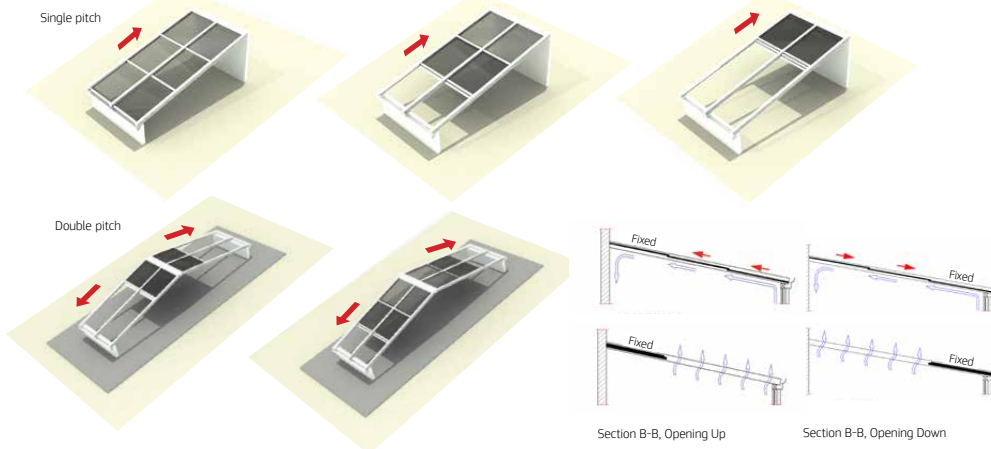 Single pitch
Double pitch
Fixed
Fixed
Fixed
Fixed
Section B-B, Opening Up
Section B-B, Opening Down